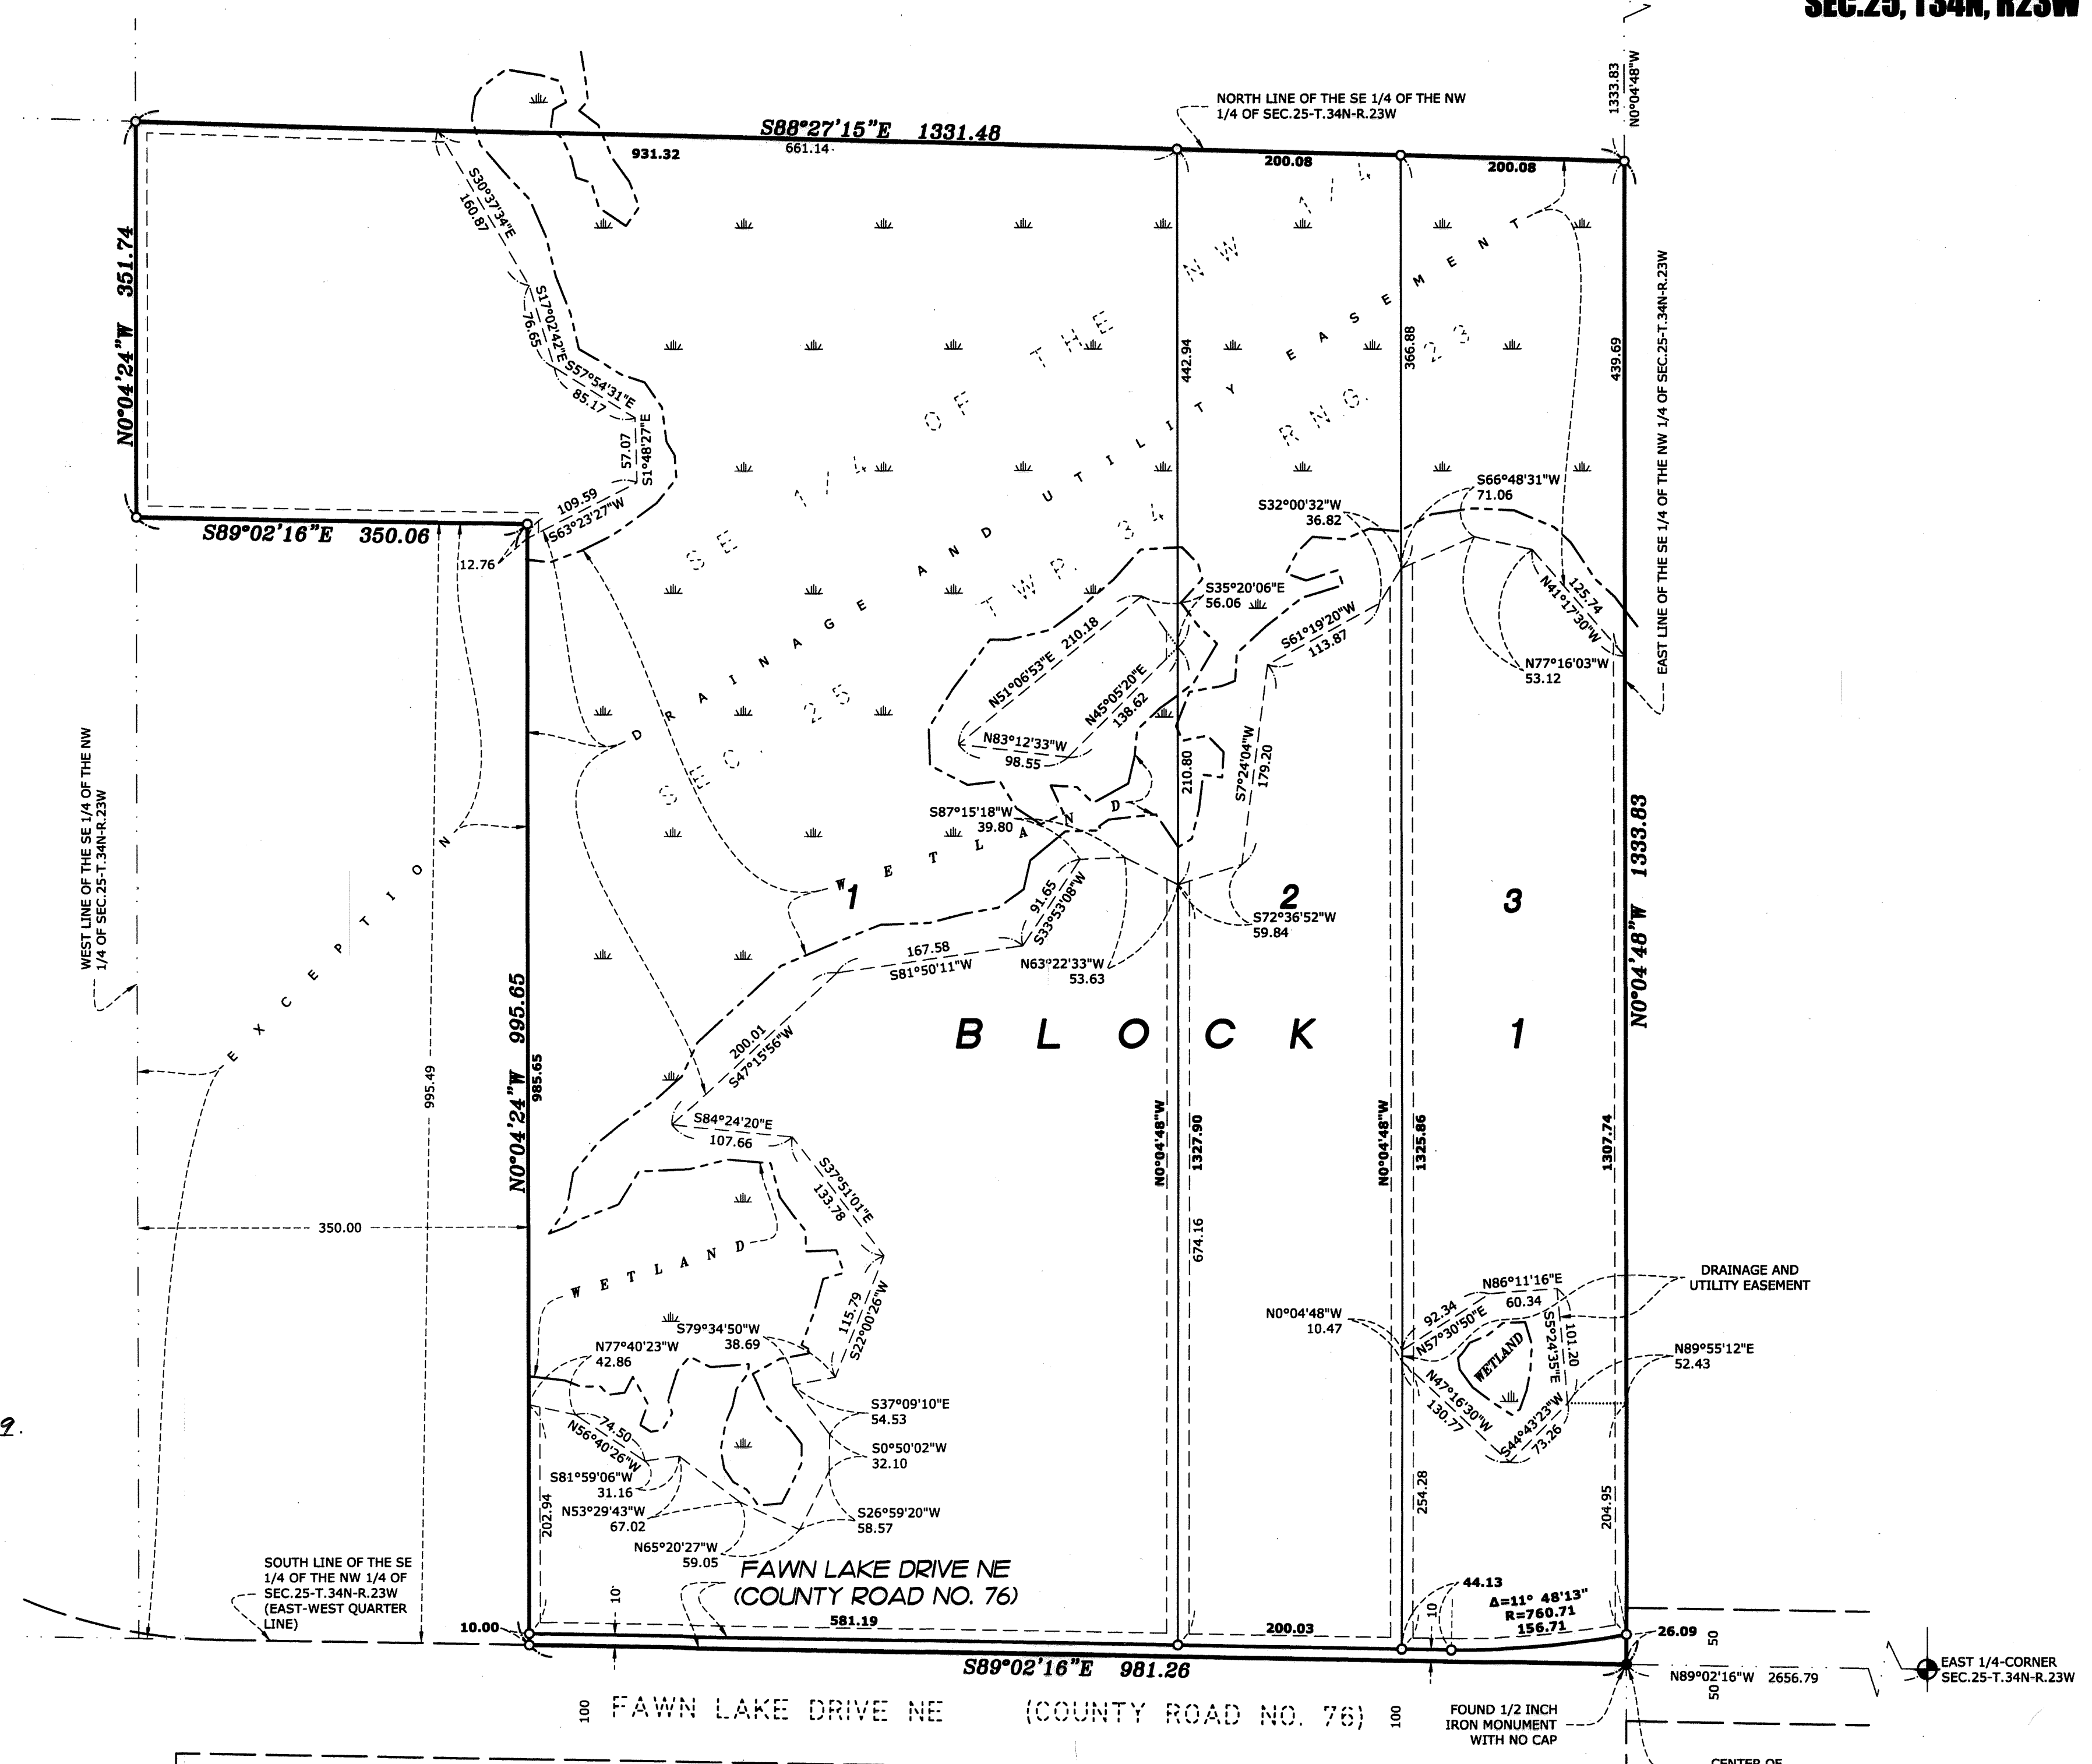 SEC.25, T34N, R23W
1333.83
N0°04'48"W
NORTH LINE OF THE SE 1/4 OF THE NW
1/4 OF SEC.25-T.34N-R.23W
S88°27'15"E 1331.48
931.32
661.14
200.08
200.08
S30°37'34"E
160.87
N0°04'24"W 351.74
S17°02'42"E
76.65
S57°54'31"E
85.17
57.07
S1°48'27"E
109.59
S63°23'27"W
S89°02'16"E 350.06
12.76
SE 1/4 OF THE NW 1/4
SEC. 25 TWP. 34 RNG. 23
DRAINAGE AND UTILITY EASEMENT
442.94
366.88
439.69
EAST LINE OF THE SE 1/4 OF THE NW 1/4 OF SEC.25-T.34N-R.23W
S32°00'32"W
36.82
S66°48'31"W
71.06
125.74
N41°17'30"W
N77°16'03"W
53.12
S35°20'06"E
56.06
N51°06'53"E 210.18
N45°05'20"E
138.62
N83°12'33"W
98.55
S61°19'20"W
113.87
S7°24'04"W
179.20
210.80
S87°15'18"W
39.80
WETLAND
1
2
3
91.65
S33°53'08"W
S72°36'52"W
59.84
N63°22'33"W
53.63
167.58
S81°50'11"W
200.01
S47°15'56"W
BLOCK 1
WEST LINE OF THE SE 1/4 OF THE NW
1/4 OF SEC.25-T.34N-R.23W
EXCEPTION
995.49
350.00
N0°04'24"W 995.65
985.65
N0°04'48"W
1327.90
674.16
N0°04'48"W
1325.86
1307.74
N0°04'48"W 1333.83
S84°24'20"E
107.66
S37°51'01"E
133.78
115.79
S22°00'26"W
WETLAND
S79°34'50"W
38.69
N77°40'23"W
42.86
74.50
N56°40'26"W
S81°59'06"W
31.16
N53°29'43"W
67.02
N65°20'27"W
59.05
S37°09'10"E
54.53
S0°50'02"W
32.10
S26°59'20"W
58.57
202.94
DRAINAGE AND
UTILITY EASEMENT
N0°04'48"W
10.47
92.34
N57°30'50"E
N86°11'16"E
60.34
101.20
S5°24'35"E
WETLAND
N89°55'12"E
52.43
N47°16'30"W
130.77
S44°43'23"W
73.26
254.28
204.95
9.
SOUTH LINE OF THE SE
1/4 OF THE NW 1/4 OF
SEC.25-T.34N-R.23W
(EAST-WEST QUARTER
LINE)
FAWN LAKE DRIVE NE
(COUNTY ROAD NO. 76)
10.00
10
581.19
200.03
44.13
10
Δ=11° 48'13"
R=760.71
156.71
26.09
50
S89°02'16"E 981.26
N89°02'16"W 2656.79
50
EAST 1/4-CORNER
SEC.25-T.34N-R.23W
100
FAWN LAKE DRIVE NE (COUNTY ROAD NO. 76)
100
FOUND 1/2 INCH
IRON MONUMENT
WITH NO CAP
CENTER OF